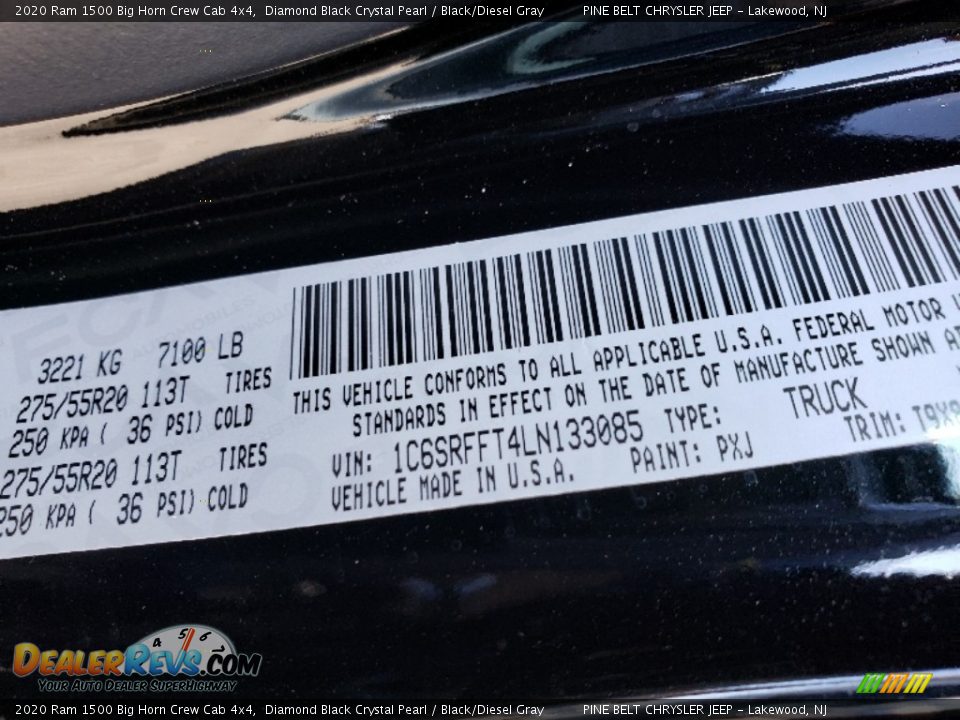 2020 Ram 1500 Big Horn Crew Cab 4x4, Diamond Black Crystal Pearl / Black/Diesel Gray PINE BELT CHRYSLER JEEP - Lakewood, NJ
3221 KG 7100 LB
275/55R20 113T TIRES
250 KPA ( 36 PSI) COLD
275/55R20 113T TIRES
250 KPA ( 36 PSI) COLD
THIS VEHICLE CONFORMS TO ALL APPLICABLE U.S.A. FEDERAL MOTOR
STANDARDS IN EFFECT ON THE DATE OF MANUFACTURE SHOWN
VIN: 1C6SRFFT4LN133085 TYPE: TRUCK
VEHICLE MADE IN U.S.A. PAINT: PXJ TRIM:
DEALERREVS.COM
YOUR AUTO DEALER SUPERHIGHWAY
2020 Ram 1500 Big Horn Crew Cab 4x4, Diamond Black Crystal Pearl / Black/Diesel Gray PINE BELT CHRYSLER JEEP - Lakewood, NJ